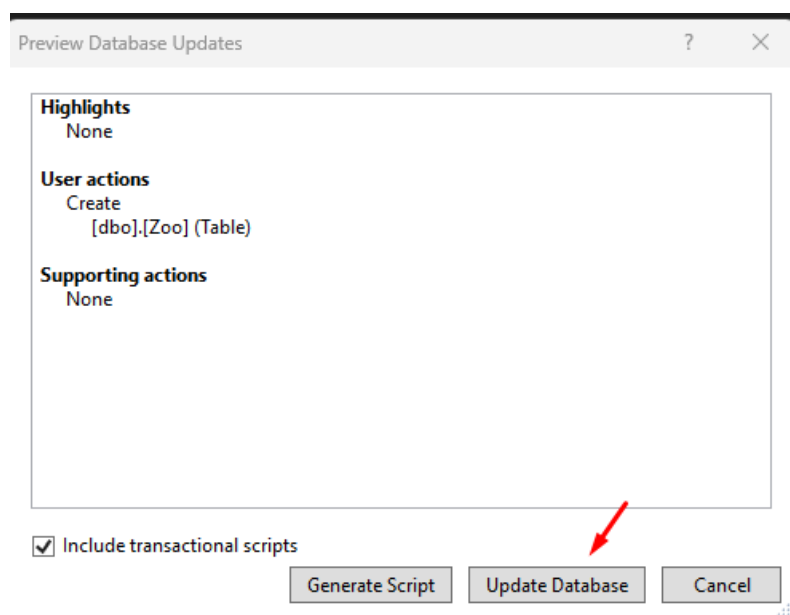 Preview Database Updates ?
Highlights
None
User actions
Create
[dbo].[Zoo] (Table)
Supporting actions
None
Include transactional scripts
Generate Script Update Database Cancel